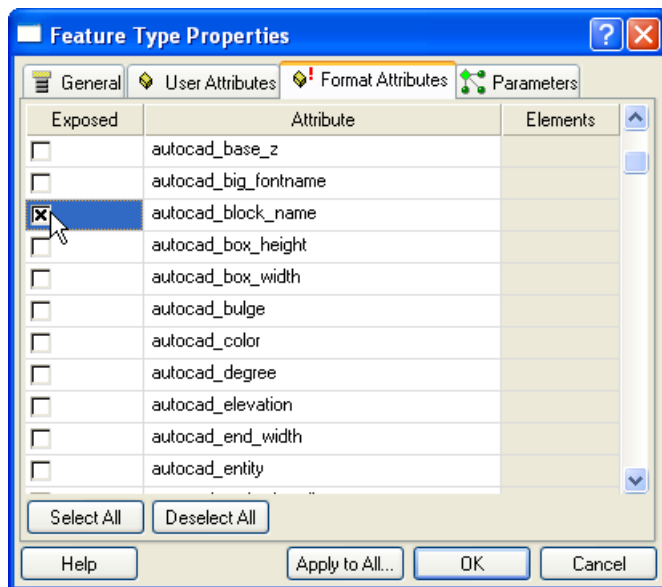 Feature Type Properties
General User Attributes Format Attributes Parameters
Exposed Attribute Elements
autocad_base_z
autocad_big_fontname
autocad_block_name
autocad_box_height
autocad_box_width
autocad_bulge
autocad_color
autocad_degree
autocad_elevation
autocad_end_width
autocad_entity
Select All Deselect All
Help Apply to All... OK Cancel